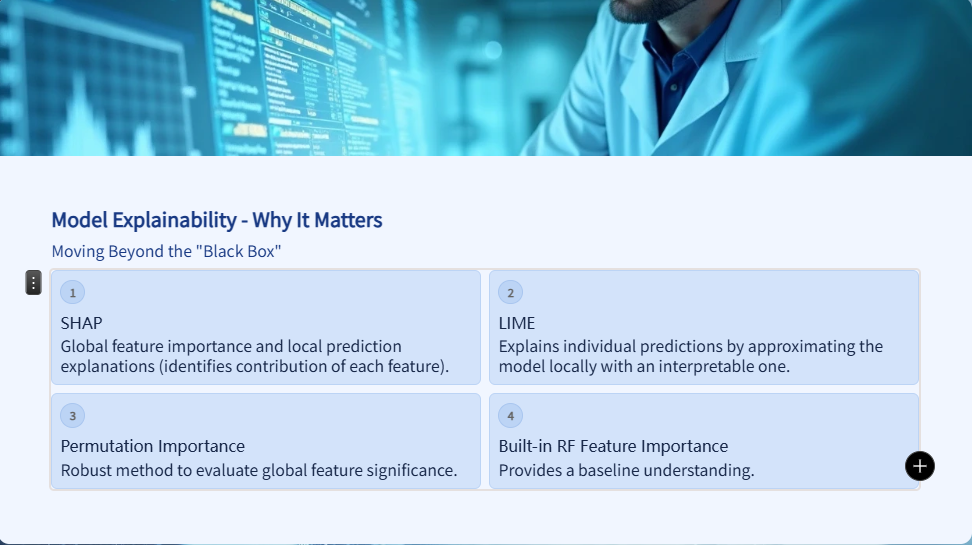 Model Explainability - Why It Matters
Moving Beyond the "Black Box"
1
SHAP
Global feature importance and local prediction
explanations (identifies contribution of each feature).
2
LIME
Explains individual predictions by approximating the
model locally with an interpretable one.
3
Permutation Importance
Robust method to evaluate global feature significance.
4
Built-in RF Feature Importance
Provides a baseline understanding.